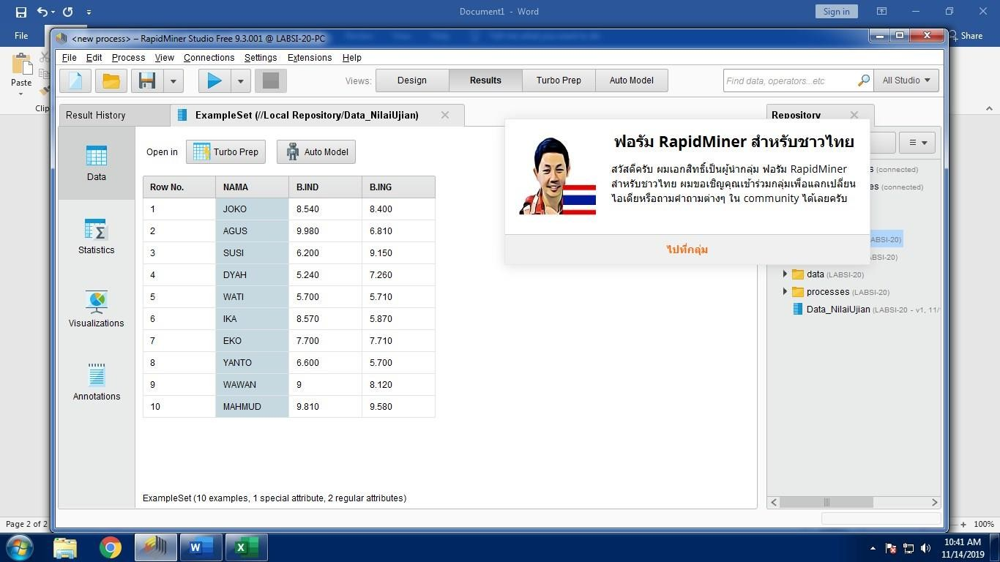 Document1 - Word
Sign in
File
Share
Paste
Clip
<new process> – RapidMiner Studio Free 9.3.001 @ LABSI-20-PC
File Edit Process View Connections Settings Extensions Help
Views: Design Results Turbo Prep Auto Model
Find data, operators...etc
All Studio
Result History
ExampleSet (//Local Repository/Data_NilaiUjian)
Repository
Data
Statistics
Visualizations
Annotations
Open in Turbo Prep Auto Model
Row No. NAMA B.IND B.ING
1 JOKO 8.540 8.400
2 AGUS 9.980 6.810
3 SUSI 6.200 9.150
4 DYAH 5.240 7.260
5 WATI 5.700 5.710
6 IKA 8.570 5.870
7 EKO 7.700 7.710
8 YANTO 6.600 5.700
9 WAWAN 9 8.120
10 MAHMUD 9.810 9.580
ExampleSet (10 examples, 1 special attribute, 2 regular attributes)
ฟอรัม RapidMiner สำหรับชาวไทย
สวัสดีครับ ผมเอกสิทธิ์เป็นผู้นำกลุ่ม ฟอรัม RapidMiner
สำหรับชาวไทย ผมขอเชิญคุณเข้าร่วมกลุ่มเพื่อแลกเปลี่ยน
ไอเดียหรือถามคำถามต่างๆ ใน community ได้เลยครับ
ไปที่กลุ่ม
s (connected)
es (connected)
ABSI-20)
BSI-20)
data (LABSI-20)
processes (LABSI-20)
Data_NilaiUjian (LABSI-20 - v1, 11/
Page 2 of 2
100%
10:41 AM
11/14/2019